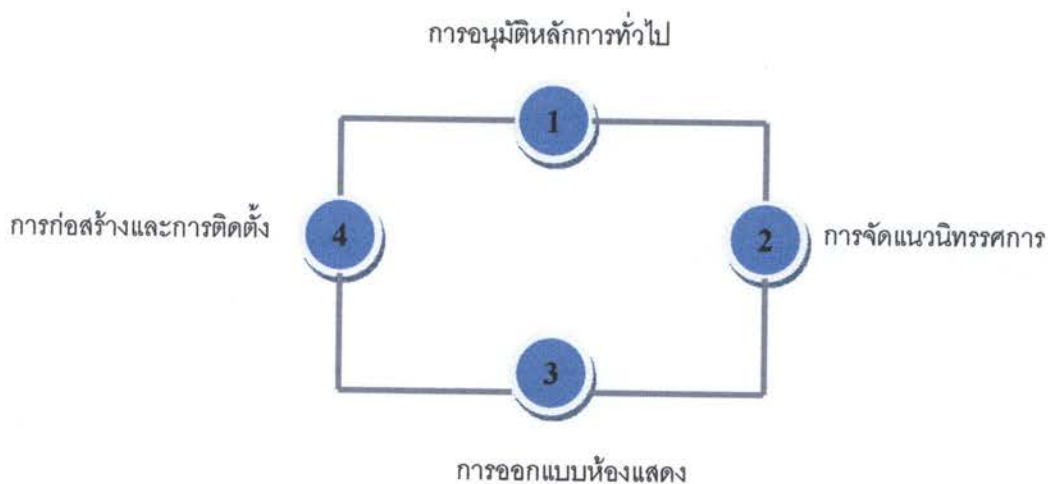 การอนุมัติหลักการทั่วไป
1
การก่อสร้างและการติดตั้ง
4
2
การจัดแนวนิทรรศการ
3
การออกแบบห้องแสดง